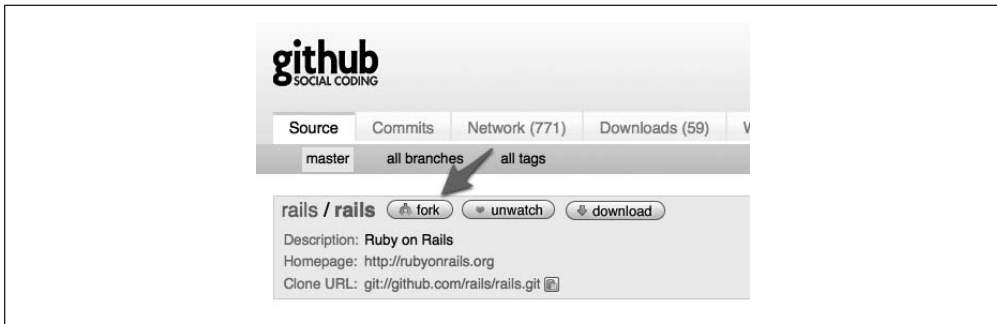 github
SOCIAL CODING
Source Commits Network (771) Downloads (59)
master all branches all tags
rails / rails fork unwatch download
Description: Ruby on Rails
Homepage: http://rubyonrails.org
Clone URL: git://github.com/rails/rails.git